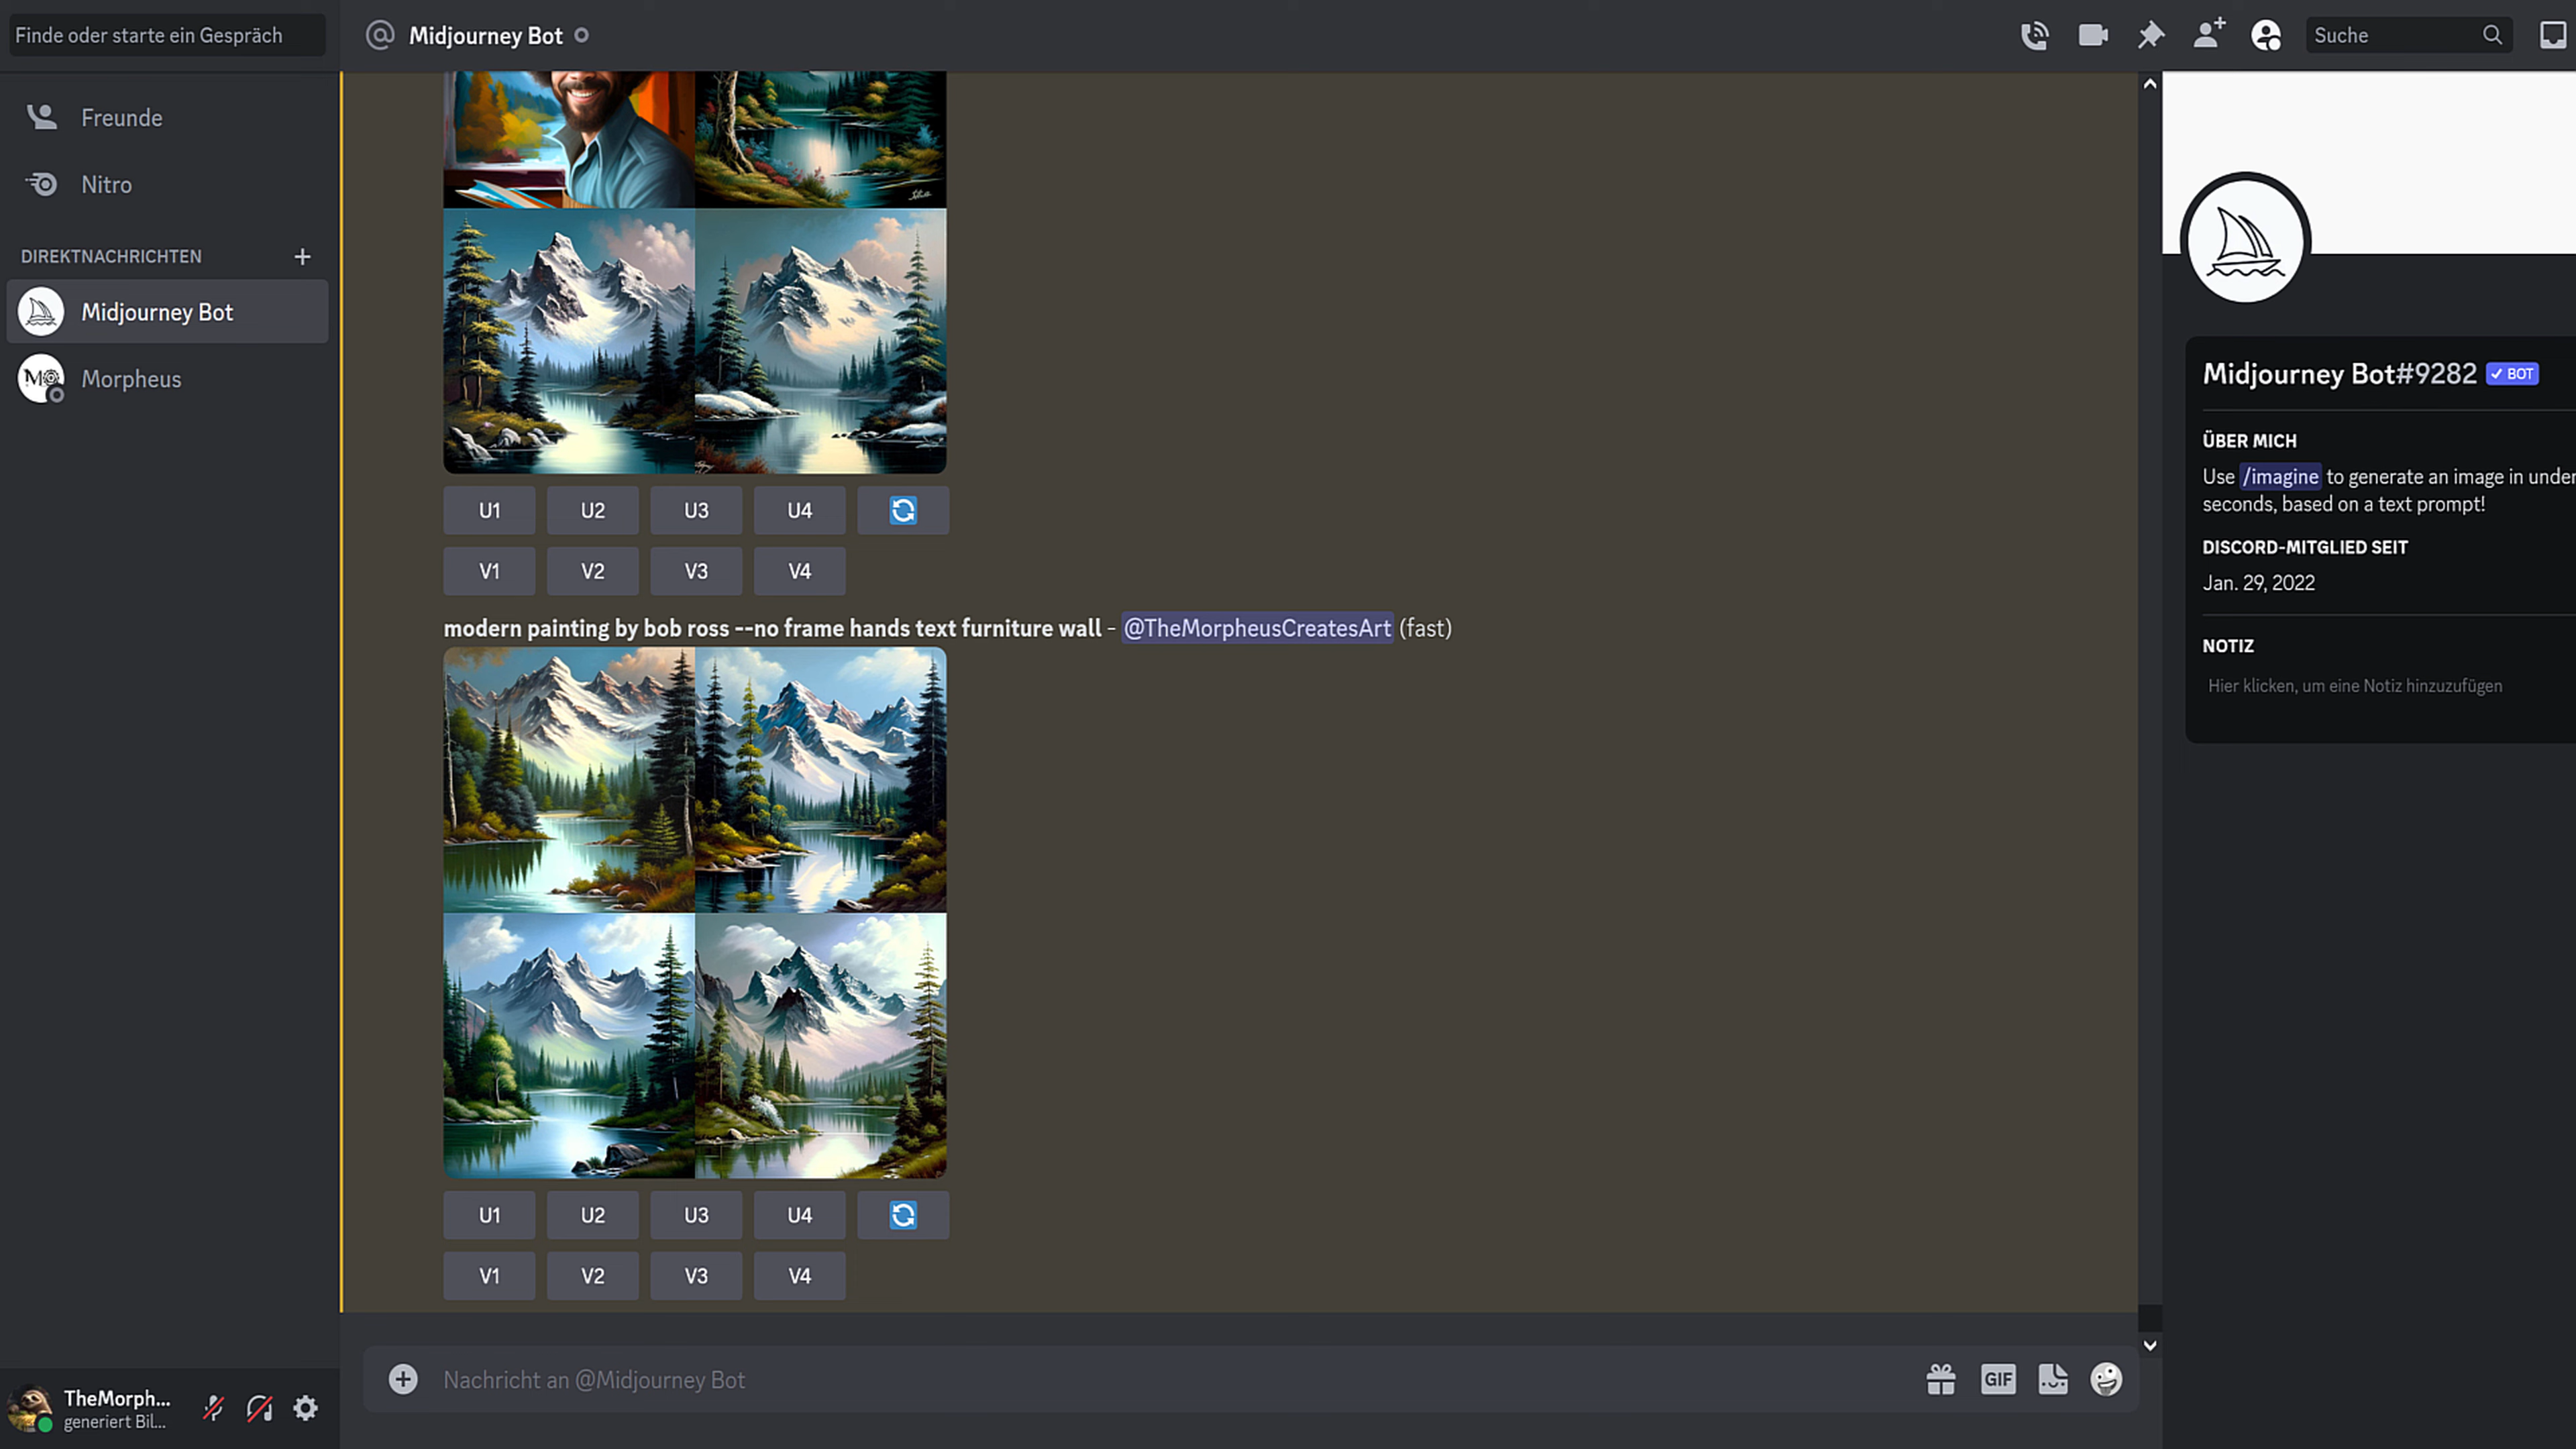 Finde oder starte ein Gespräch
Midjourney Bot
Suche
Freunde
Nitro
DIREKTNACHRICHTEN
Midjourney Bot
Morpheus
U1 U2 U3 U4
V1 V2 V3 V4
modern painting by bob ross --no frame hands text furniture wall - @TheMorpheusCreatesArt (fast)
U1 U2 U3 U4
V1 V2 V3 V4
Nachricht an @Midjourney Bot
GIF
TheMorph...
generiert Bil...
Midjourney Bot#9282 BOT
ÜBER MICH
Use /imagine to generate an image in under
seconds, based on a text prompt!
DISCORD-MITGLIED SEIT
Jan. 29, 2022
NOTIZ
Hier klicken, um eine Notiz hinzuzufügen